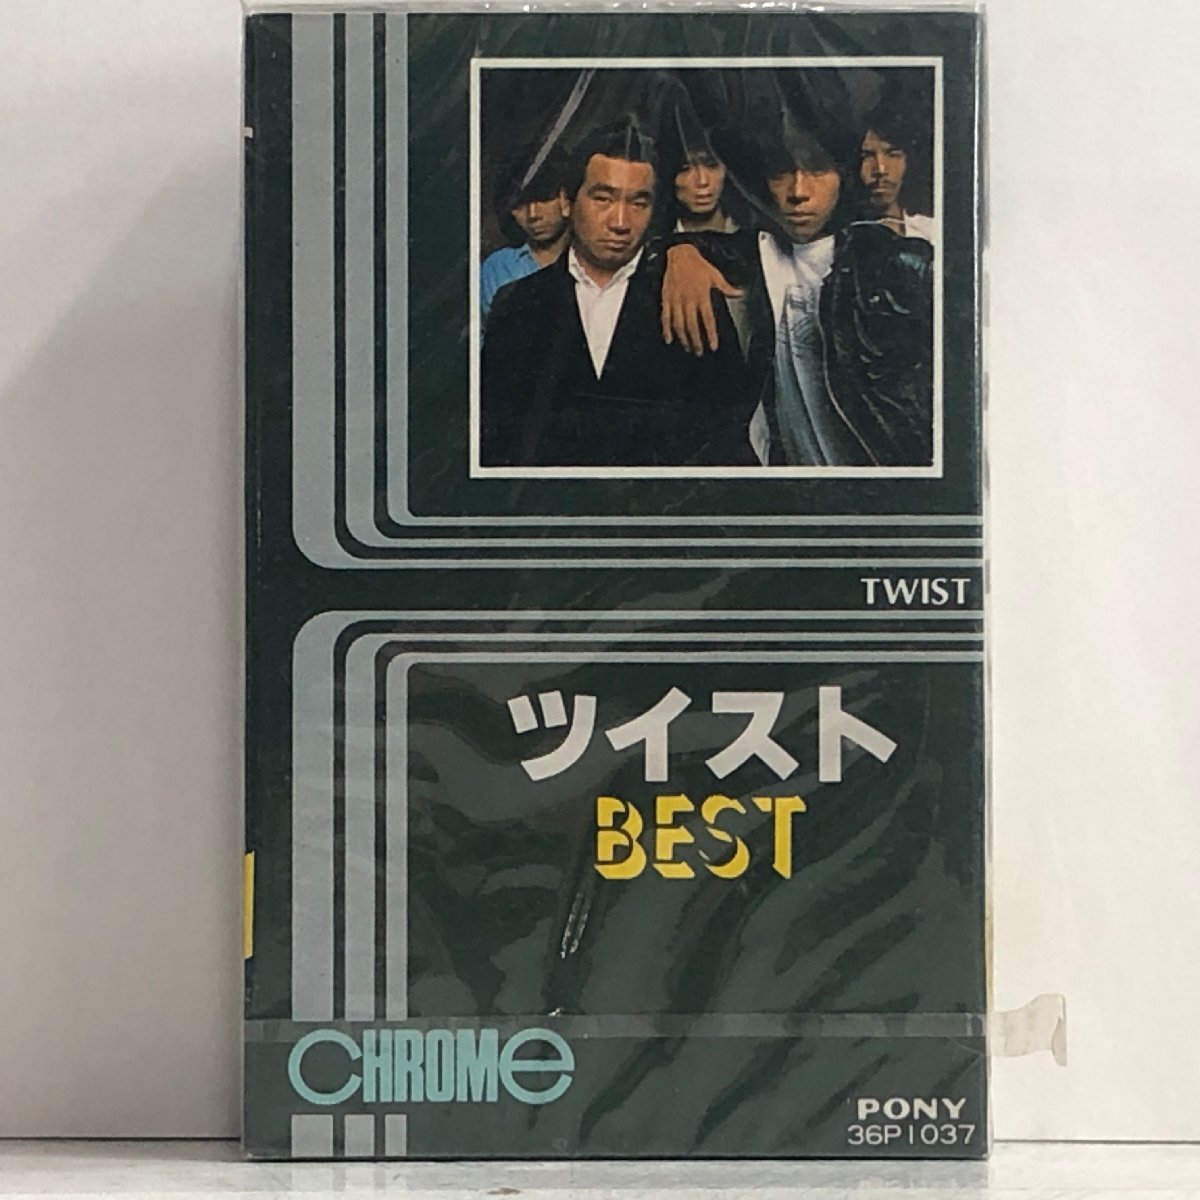 TWIST
ツイスト
BEST
CHROMe
PONY
36P1037